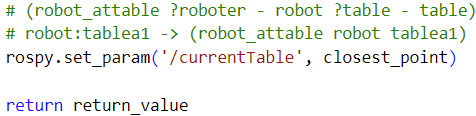 # (robot_attable ?roboter - robot ?table - table)
# robot:tablea1 -> (robot_attable robot tablea1)
rospy.set_param('/currentTable', closest_point)
return return_value